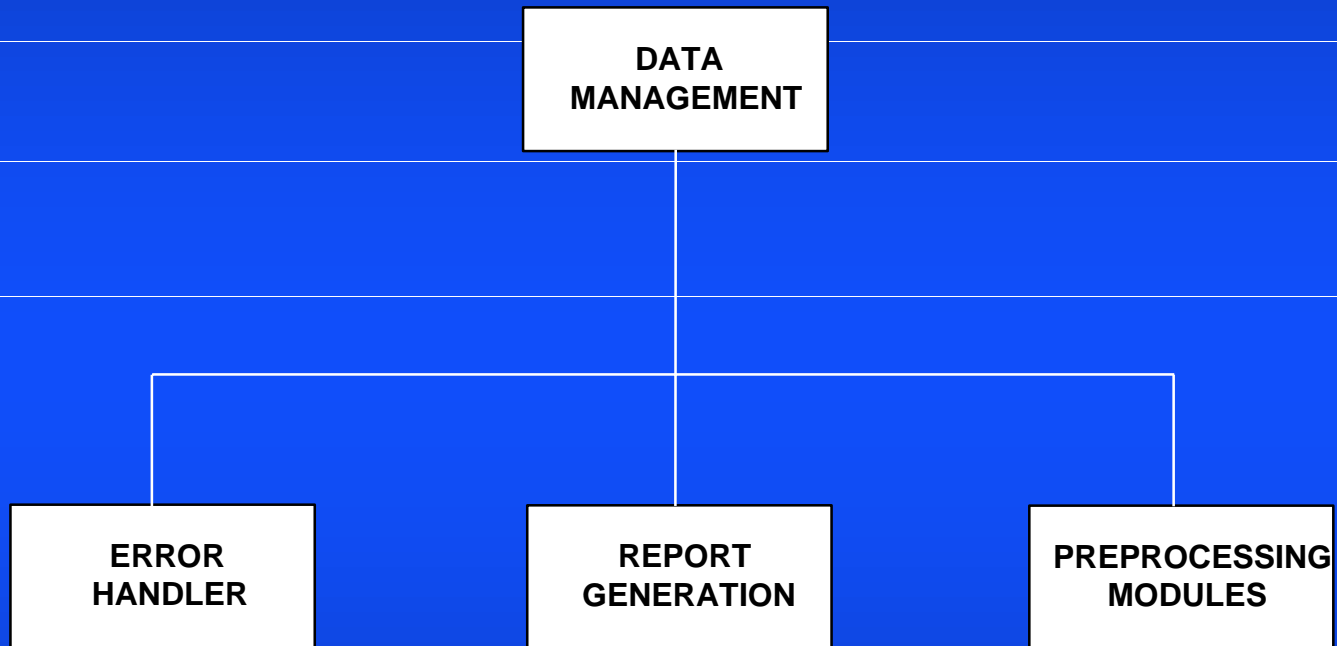 DATA
MANAGEMENT
ERROR
HANDLER
REPORT
GENERATION
PREPROCESSING
MODULES